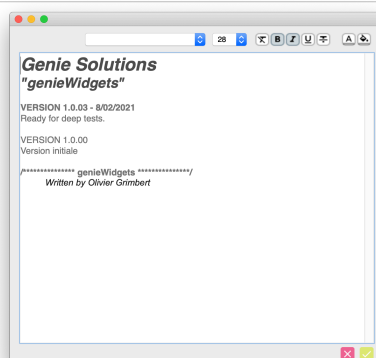 28
B I U T
A
Genie Solutions
"genieWidgets"
VERSION 1.0.03 - 8/02/2021
Ready for deep tests.
VERSION 1.0.00
Version initiale
/*************** genieWidgets ***************/
Written by Olivier Grimbert